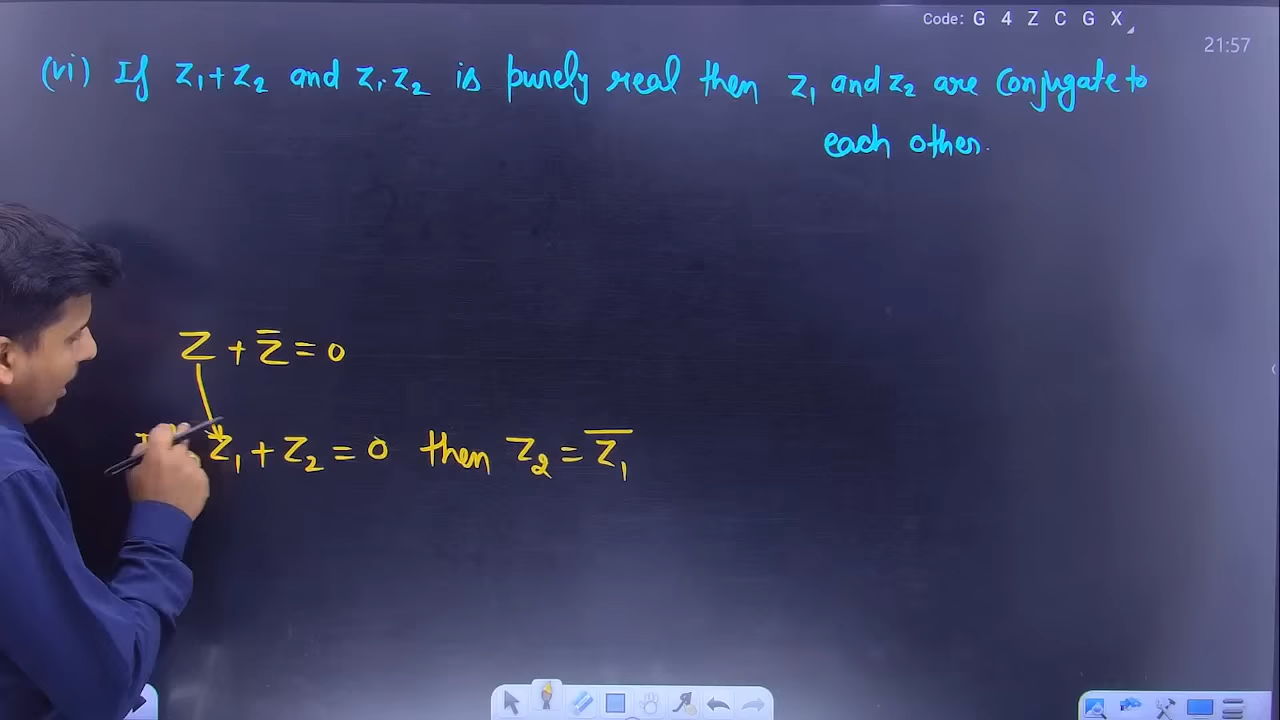 Code: G 4 Z C G X
21:57
(vi) If z₁+z₂ and z₁.z₂ is purely real then z₁ and z₂ are conjugate to
each other.
z + z̄ = 0
z₁ + z₂ = 0 then z₂ = z̄₁